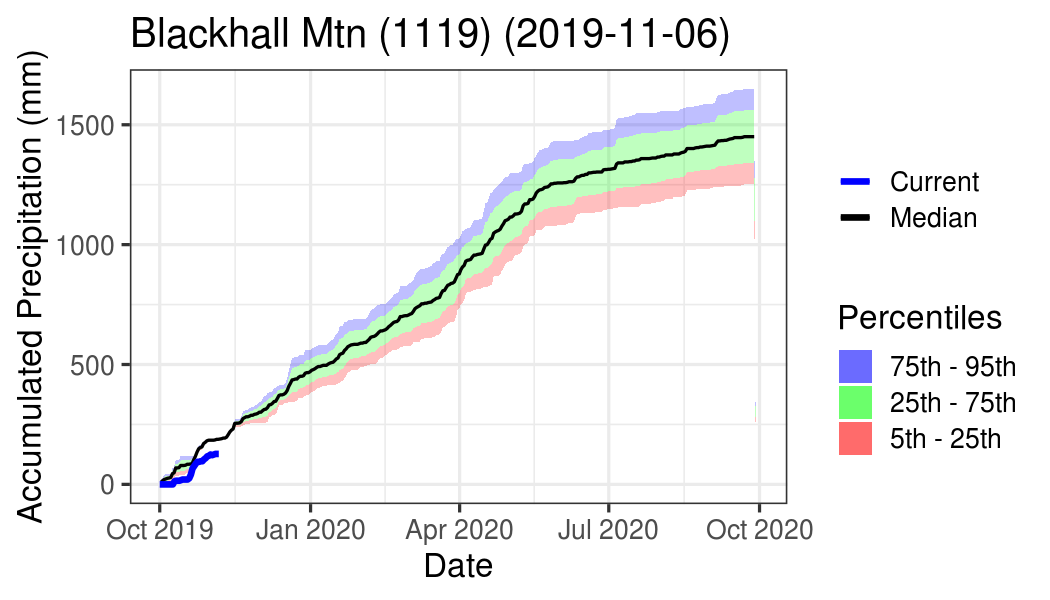 Blackhall Mtn (1119) (2019-11-06)
Accumulated Precipitation (mm)
1500
1000
500
0
Oct 2019
Jan 2020
Apr 2020
Jul 2020
Oct 2020
Date
Current
Median
Percentiles
75th - 95th
25th - 75th
5th - 25th